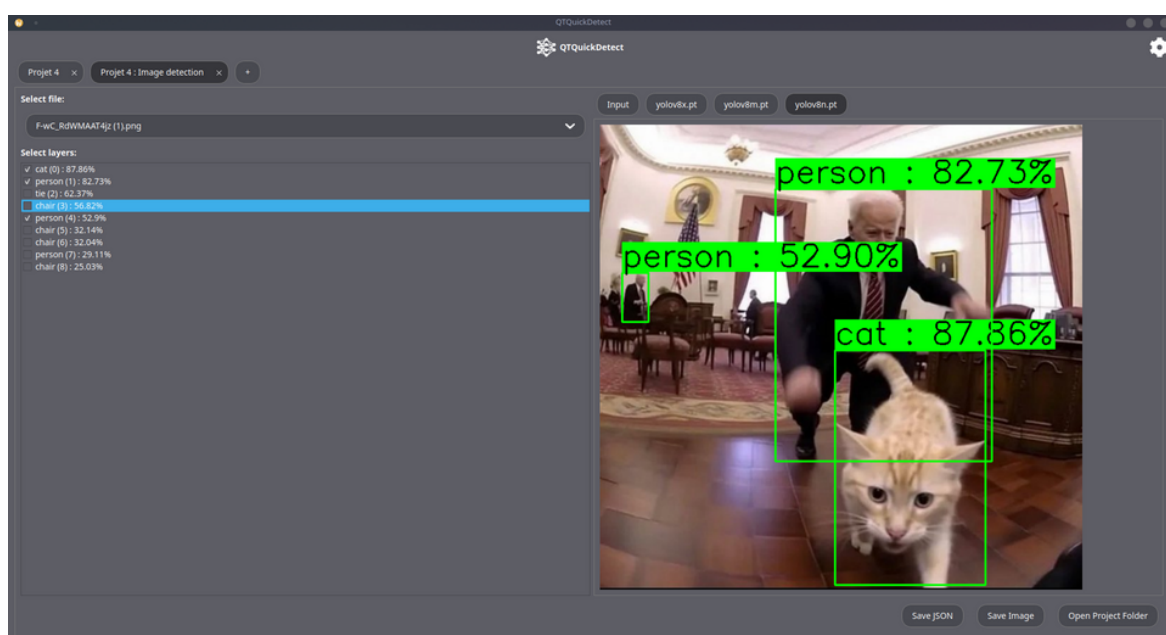 QTQuickDetect
QTQuickDetect
Projet 4 x Projet 4 : Image detection x +
Select file:
F-wC_RdWMAAT4jz (1).png
Select layers:
cat (0) : 87.86%
person (1) : 82.73%
tie (2) : 62.37%
chair (3) : 56.82%
person (4) : 52.9%
chair (5) : 32.14%
chair (6) : 32.04%
person (7) : 29.11%
chair (8) : 25.03%
Input yolov8x.pt yolov8m.pt yolov8n.pt
person : 82.73%
person : 52.90%
cat : 87.86%
Save JSON Save Image Open Project Folder